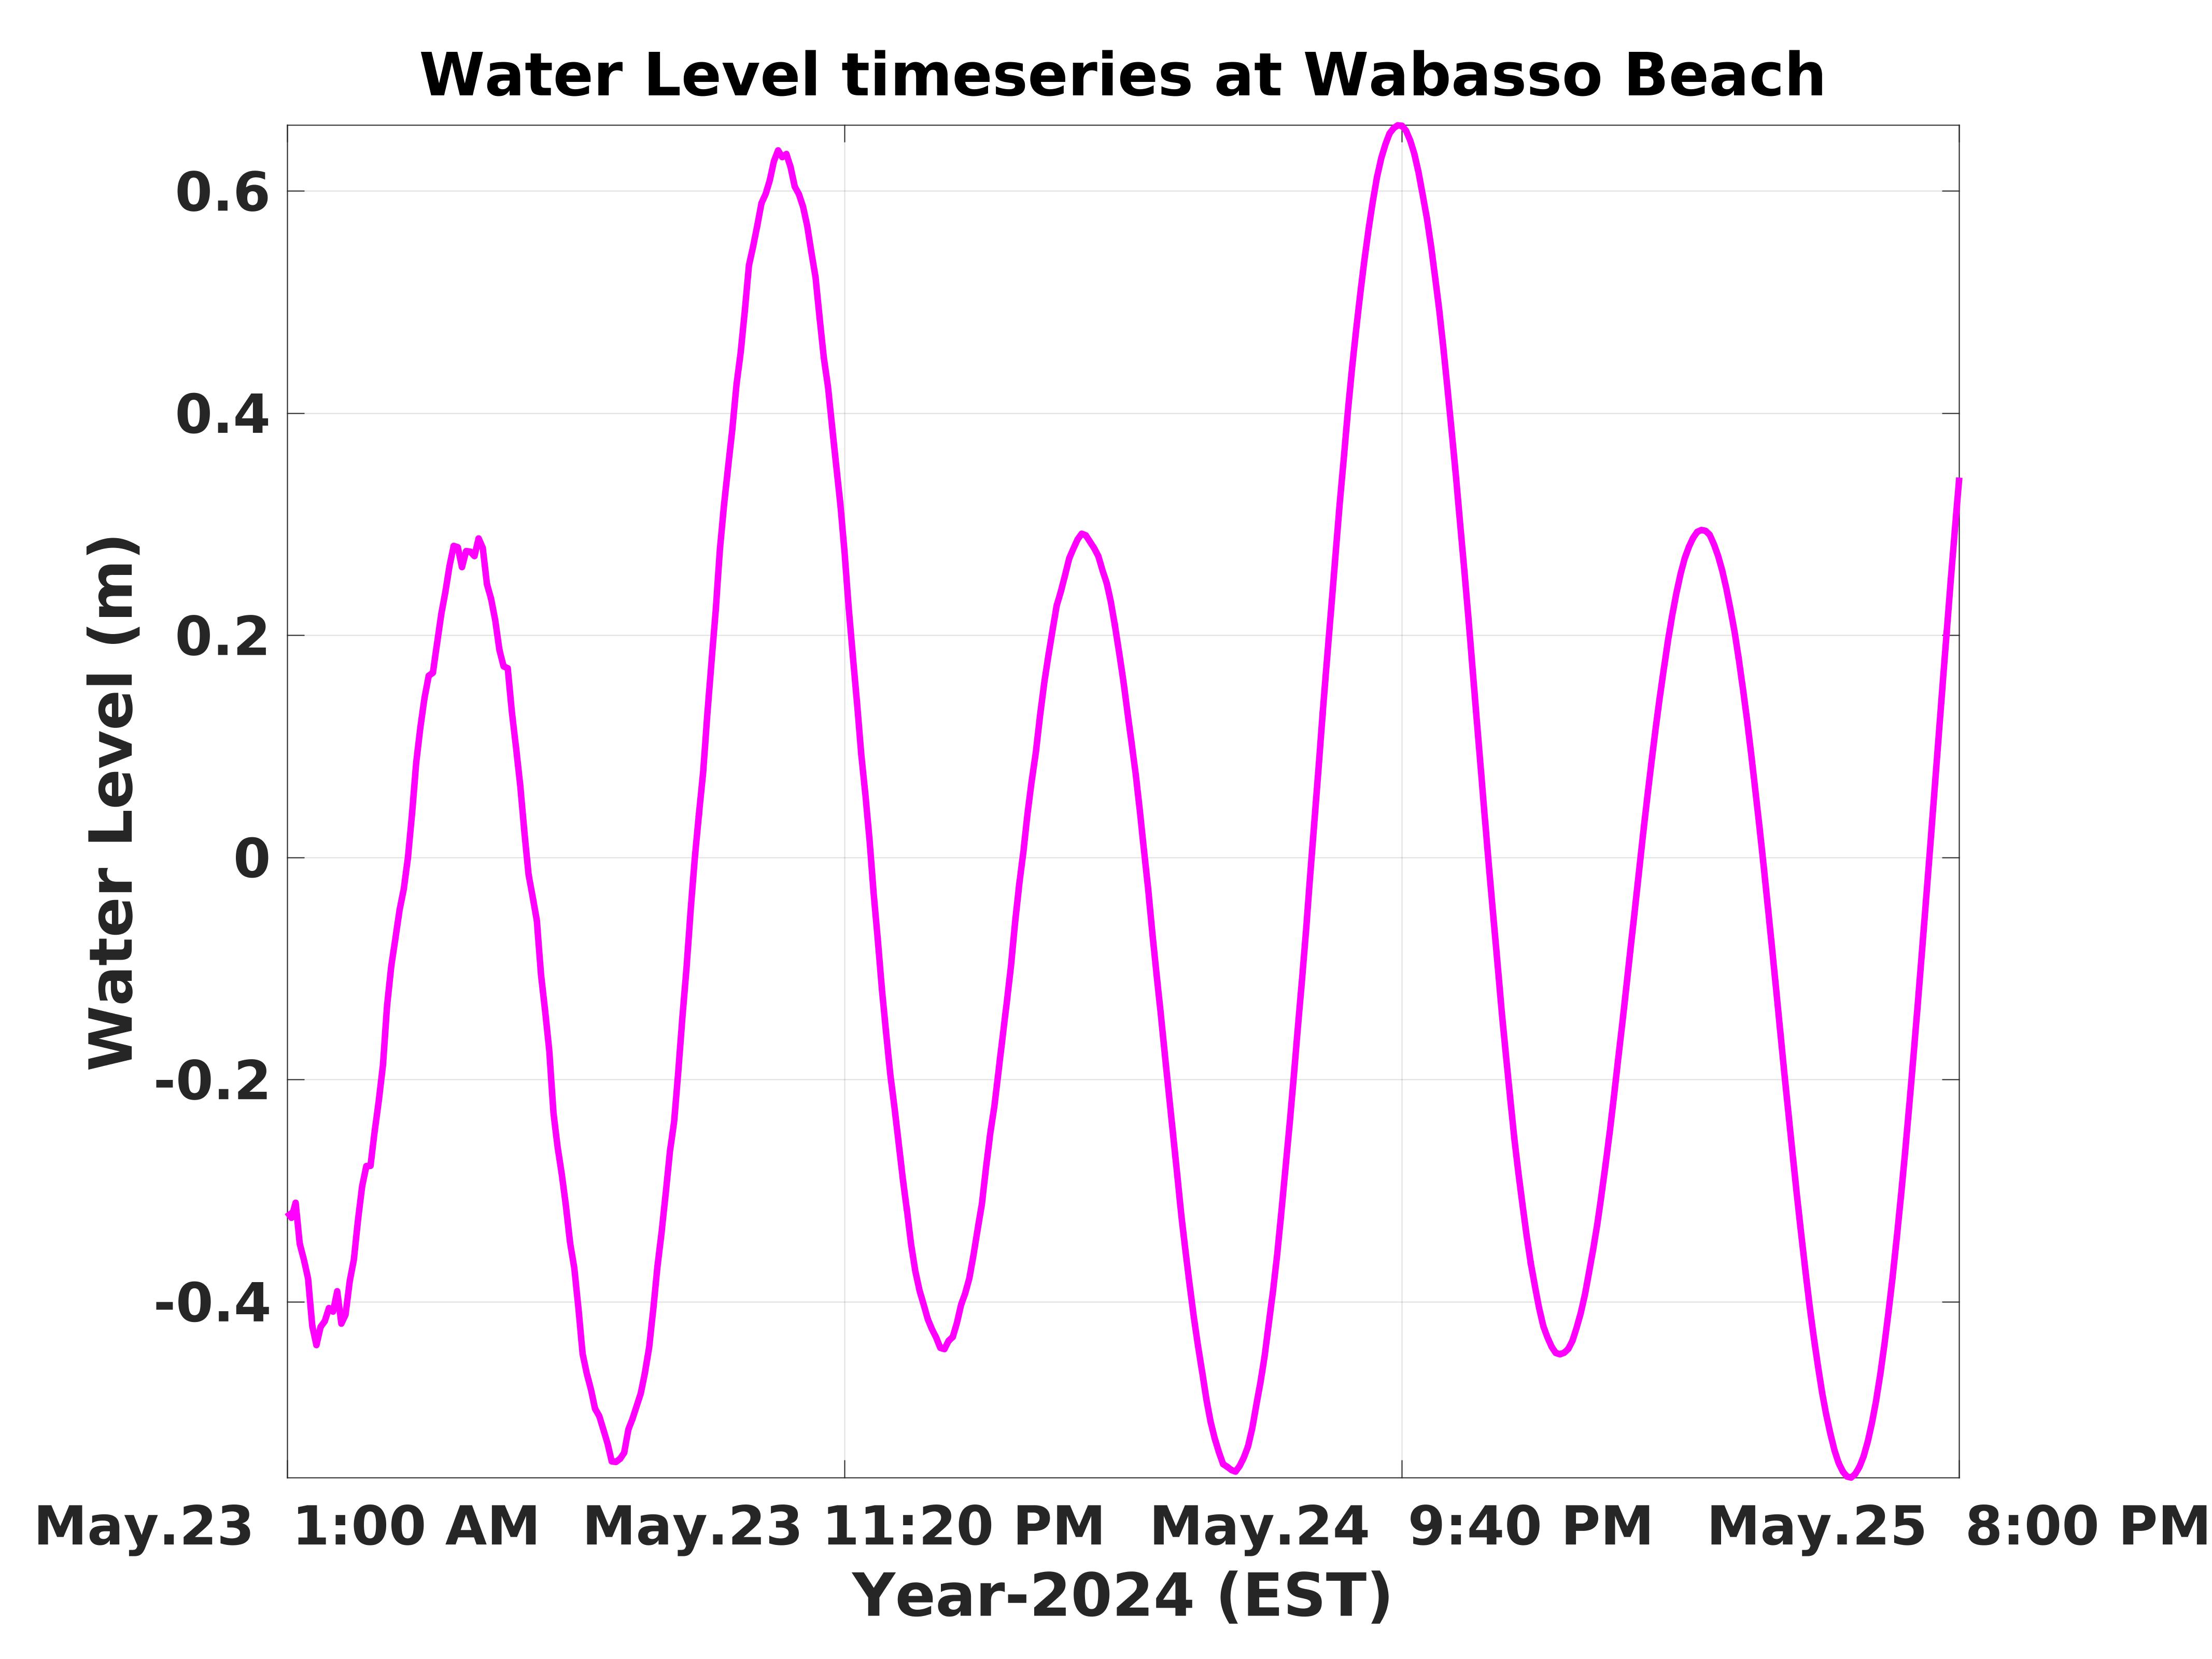 Water Level timeseries at Wabasso Beach
Water Level (m)
0.6
0.4
0.2
0
-0.2
-0.4
May.23 1:00 AM May.23 11:20 PM May.24 9:40 PM May.25 8:00 PM
Year-2024 (EST)